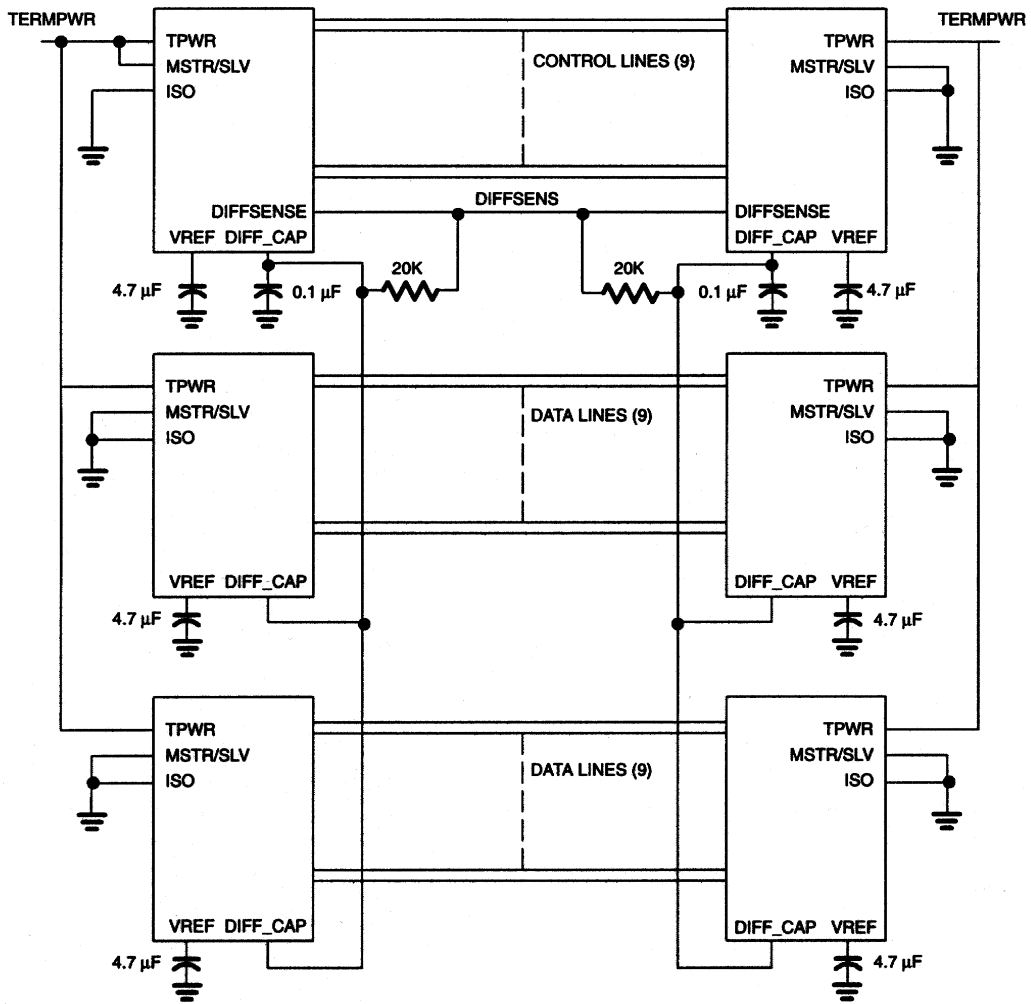 TERMPWR
TERMPWR
TPWR
MSTR/SLV
ISO
CONTROL LINES (9)
TPWR
MSTR/SLV
ISO
DIFFSENS
DIFFSENSE
DIFFSENSE
VREF DIFF_CAP
DIFF_CAP VREF
4.7 µF
0.1 µF
20K
20K
0.1 µF
4.7 µF
TPWR
MSTR/SLV
ISO
DATA LINES (9)
TPWR
MSTR/SLV
ISO
VREF DIFF_CAP
DIFF_CAP VREF
4.7 µF
4.7 µF
TPWR
MSTR/SLV
ISO
DATA LINES (9)
TPWR
MSTR/SLV
ISO
VREF DIFF_CAP
DIFF_CAP VREF
4.7 µF
4.7 µF